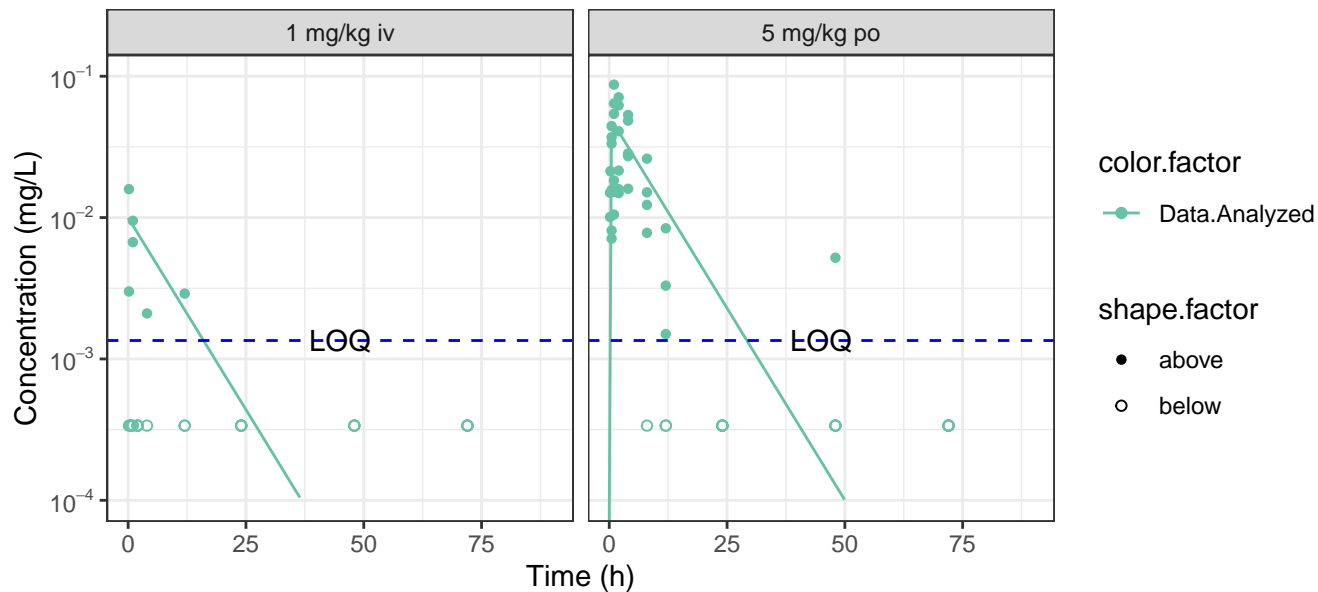 1 mg/kg iv
5 mg/kg po
Concentration (mg/L)
10⁻¹
10⁻²
10⁻³
10⁻⁴
LOQ
LOQ
0
25
50
75
0
25
50
75
Time (h)
color.factor
Data.Analyzed
shape.factor
above
below